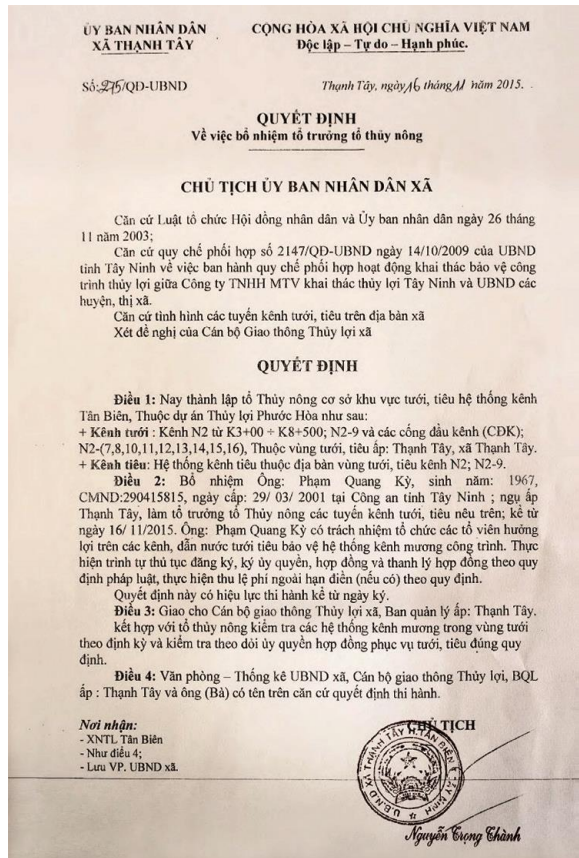 ỦY BAN NHÂN DÂN
XÃ THẠNH TÂY
CỘNG HÒA XÃ HỘI CHỦ NGHĨA VIỆT NAM
Độc lập – Tự do – Hạnh phúc.
Số:275/QĐ-UBND
Thạnh Tây, ngày 16 tháng 11 năm 2015.
QUYẾT ĐỊNH
Về việc bổ nhiệm tổ trưởng tổ thủy nông
CHỦ TỊCH ỦY BAN NHÂN DÂN XÃ
Căn cứ Luật tổ chức Hội đồng nhân dân và Ủy ban nhân dân ngày 26 tháng
11 năm 2003;
Căn cứ quy chế phối hợp số 2147/QĐ-UBND ngày 14/10/2009 của UBND
tỉnh Tây Ninh về việc ban hành quy chế phối hợp hoạt động khai thác bảo vệ công
trình thủy lợi giữa Công ty TNHH MTV khai thác thủy lợi Tây Ninh và UBND các
huyện, thị xã.
Căn cứ tình hình các tuyến kênh tưới, tiêu trên địa bàn xã
Xét đề nghị của Cán bộ Giao thông Thủy lợi xã
QUYẾT ĐỊNH
Điều 1: Nay thành lập tổ Thủy nông cơ sở khu vực tưới, tiêu hệ thống kênh
Tân Biên, Thuộc dự án Thủy lợi Phước Hòa như sau:
+ Kênh tưới : Kênh N2 từ K3+00 ÷ K8+500; N2-9 và các cống đầu kênh (CĐK);
N2-(7,8,10,11,12,13,14,15,16), Thuộc vùng tưới, tiêu ấp: Thạnh Tây, xã Thạnh Tây.
+ Kênh tiêu: Hệ thống kênh tiêu thuộc địa bàn vùng tưới, tiêu kênh N2; N2-9.
Điều 2: Bổ nhiệm Ông: Phạm Quang Kỳ, sinh năm: 1967,
CMND:290415815, ngày cấp: 29/ 03/ 2001 tại Công an tỉnh Tây Ninh ; ngụ ấp
Thạnh Tây, làm tổ trưởng tổ Thủy nông các tuyến kênh tưới, tiêu nêu trên; kể từ
ngày 16/ 11/2015. Ông: Phạm Quang Kỳ có trách nhiệm tổ chức các tổ viên hưởng
lợi trên các kênh, dẫn nước tưới tiêu bảo vệ hệ thống kênh mương công trình. Thực
hiện trình tự thủ tục đăng ký, ký ủy quyền, hợp đồng và thanh lý hợp đồng theo quy
định pháp luật, thực hiện thu lệ phí ngoài hạn điền (nếu có) theo quy định.
Quyết định này có hiệu lực thi hành kể từ ngày ký.
Điều 3: Giao cho Cán bộ giao thông Thủy lợi xã, Ban quản lý ấp: Thạnh Tây.
kết hợp với tổ thủy nông kiểm tra các hệ thống kênh mương trong vùng tưới
theo định kỳ và kiểm tra theo dõi ủy quyền hợp đồng phục vụ tưới, tiêu đúng quy
định.
Điều 4: Văn phòng – Thống kê UBND xã, Cán bộ giao thông Thủy lợi, BQL
ấp : Thạnh Tây và ông (Bà) có tên trên căn cứ quyết định thi hành.
Nơi nhận:
- XNTL Tân Biên
- Như điều 4;
- Lưu VP. UBND xã.
CHỦ TỊCH
U.B.N.D XÃ THẠNH TÂY H.TÂN BIÊN T.TÂY NINH
Nguyễn Trọng Thành